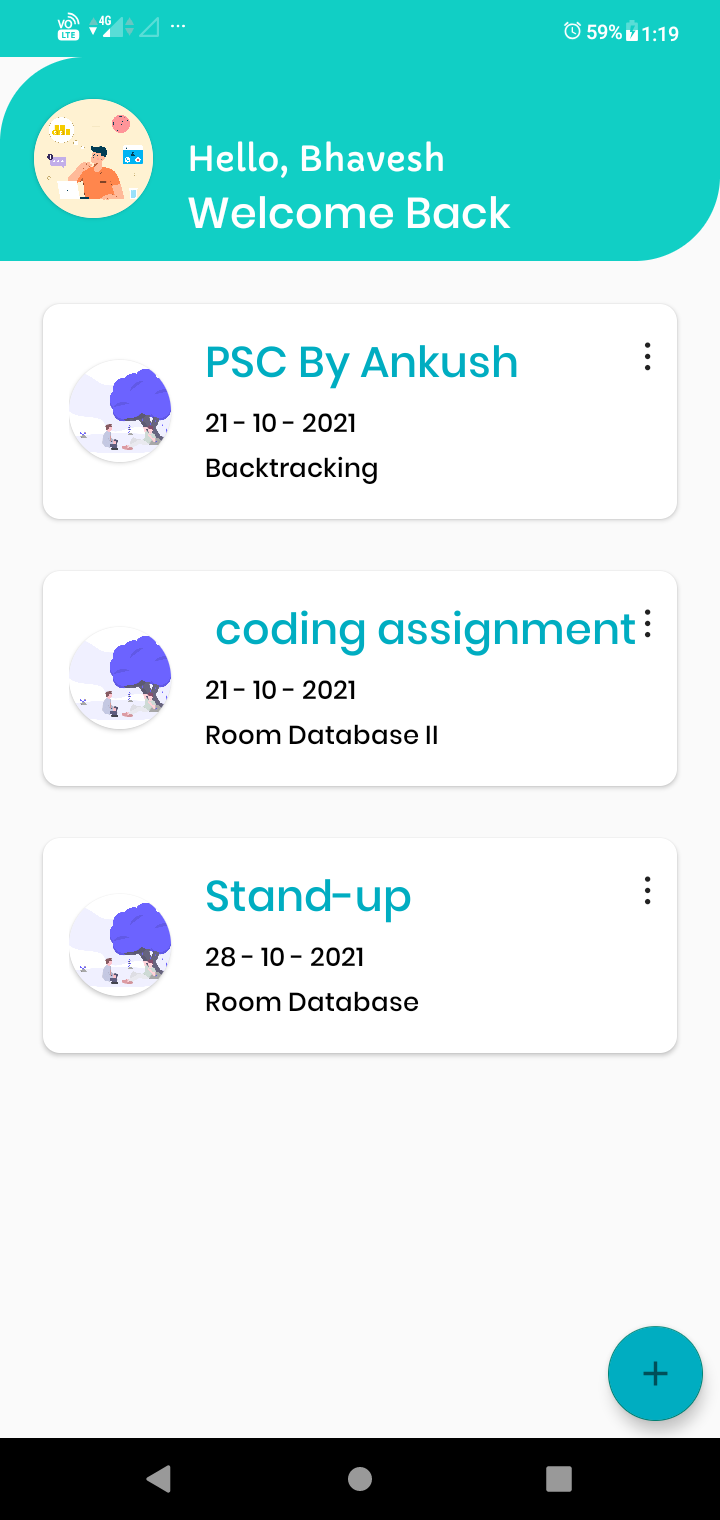 VO LTE 4G 59% 1:19
Hello, Bhavesh
Welcome Back
PSC By Ankush
21 - 10 - 2021
Backtracking
coding assignment
21 - 10 - 2021
Room Database II
Stand-up
28 - 10 - 2021
Room Database